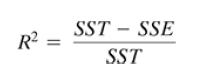 R² = (SST − SSE) / SST